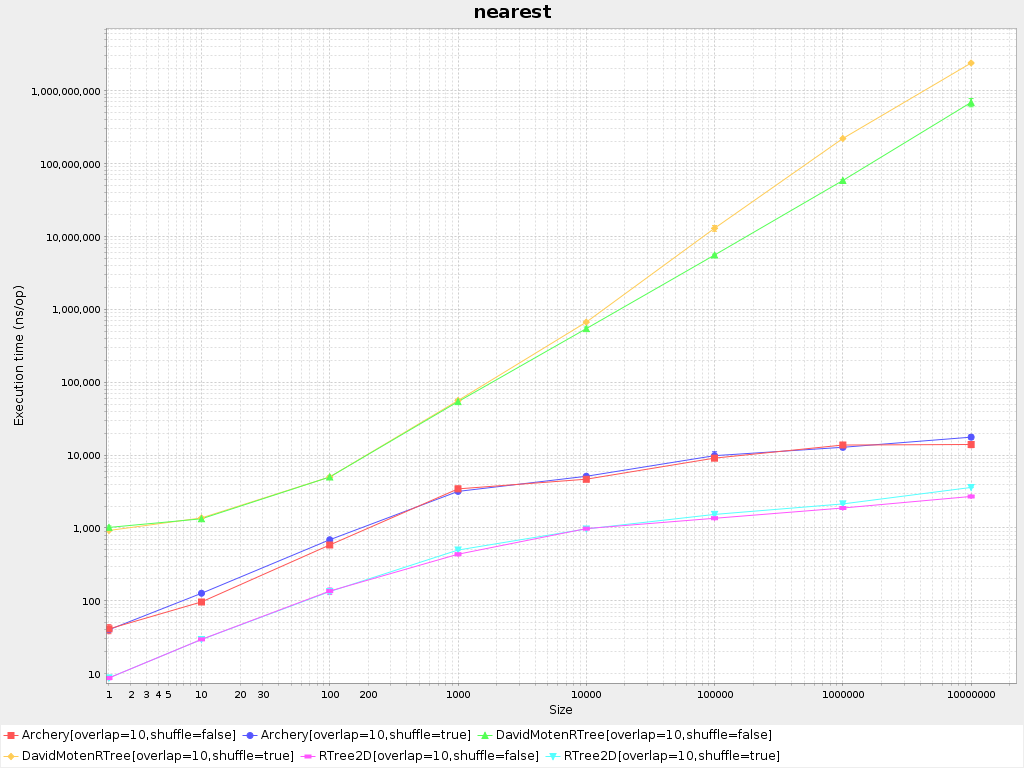 nearest
Execution time (ns/op)
1,000,000,000
100,000,000
10,000,000
1,000,000
100,000
10,000
1,000
100
10
1 2 3 4 5 10 20 30 100 200 1000 10000 100000 1000000 10000000
Size
Archery[overlap=10,shuffle=false] Archery[overlap=10,shuffle=true] DavidMotenRTree[overlap=10,shuffle=false]
DavidMotenRTree[overlap=10,shuffle=true] RTree2D[overlap=10,shuffle=false] RTree2D[overlap=10,shuffle=true]